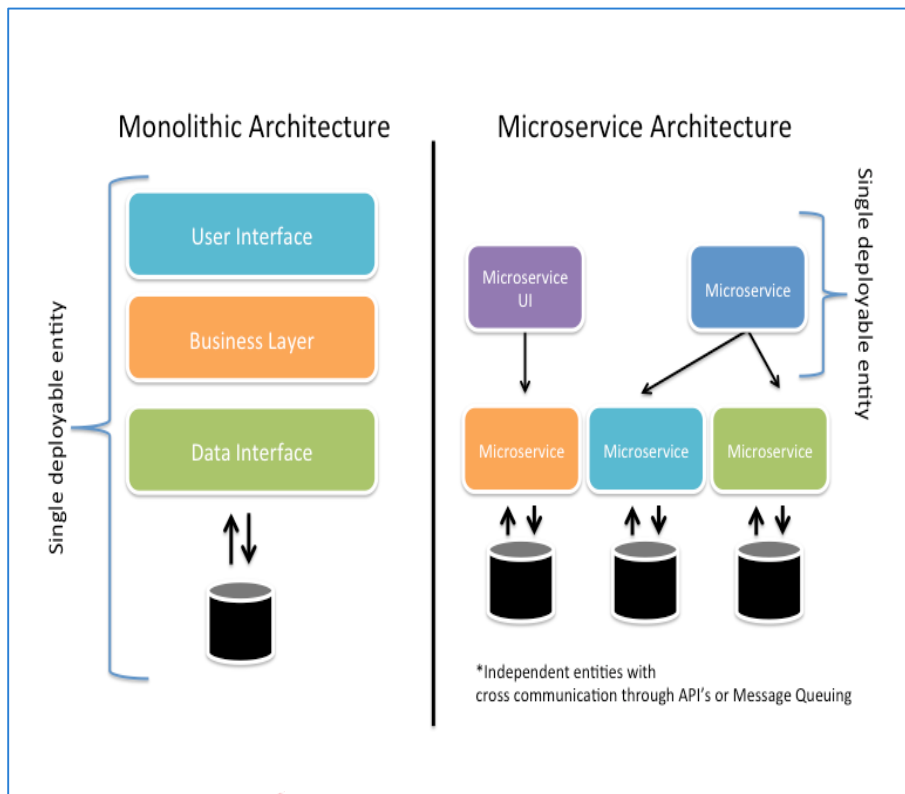 Monolithic Architecture
Single deployable entity
User Interface
Business Layer
Data Interface
Microservice Architecture
Single deployable entity
Microservice
UI
Microservice
Microservice
Microservice
Microservice
*Independent entities with
cross communication through API's or Message Queuing